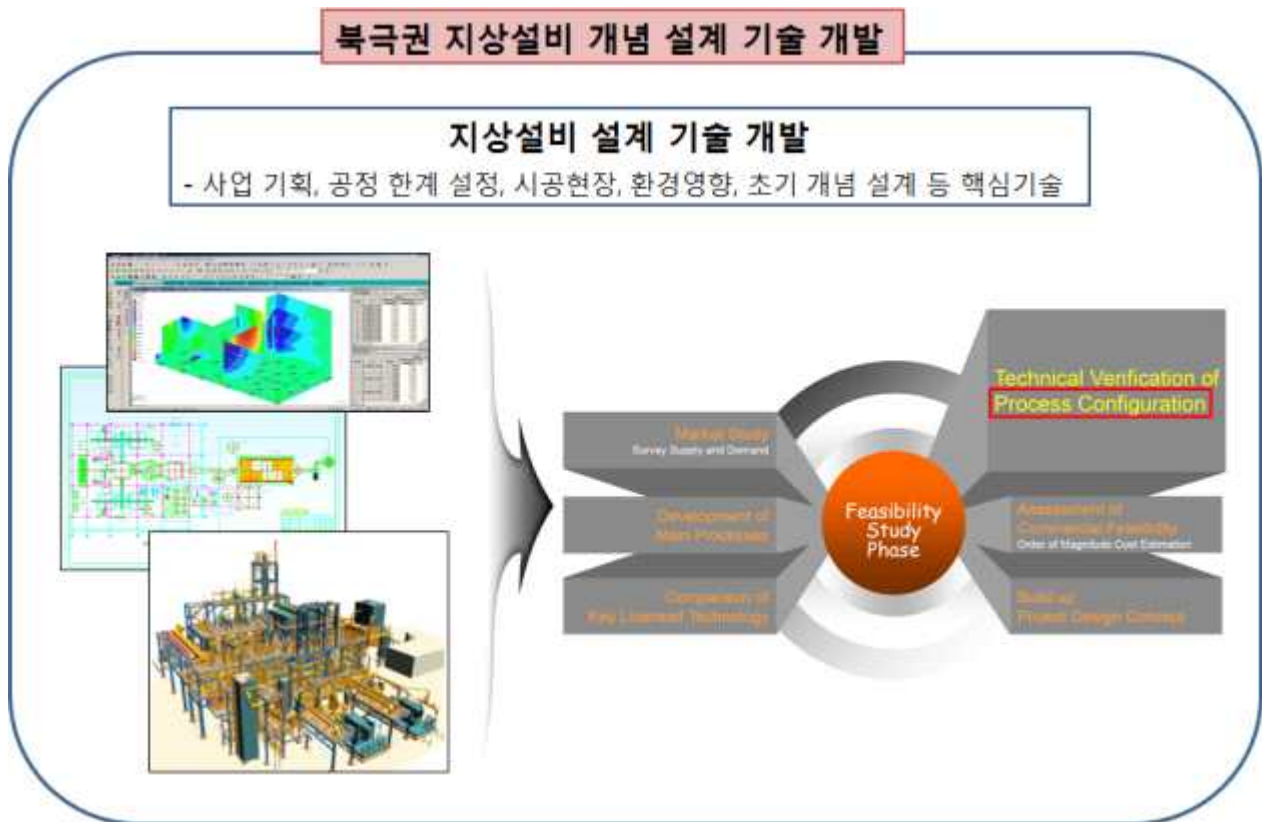 북극권 지상설비 개념 설계 기술 개발
지상설비 설계 기술 개발
- 사업 기획, 공정 한계 설정, 시공현장, 환경영향, 초기 개념 설계 등 핵심기술
Market Study
Survey Supply and Demand
Development of
Main Processes
Comparison of
Key Licensed Technology
Feasibility
Study
Phase
Technical Verification of
Process Configuration
Assessment of
Commercial Feasibility
Order of Magnitude Cost Estimation
Build up
Project Design Concept